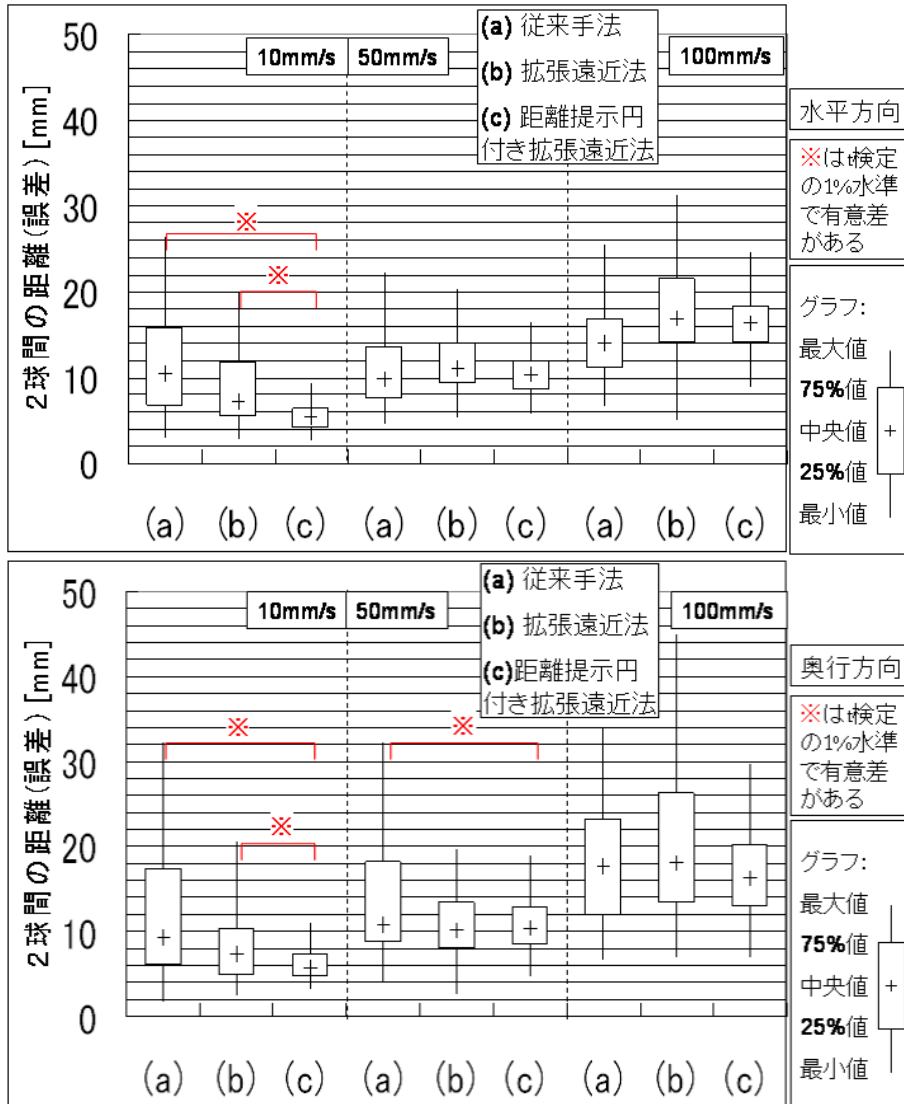 50
40
30
20
10
0
2球間の距離(誤差) [mm]
10mm/s
50mm/s
100mm/s
(a) 従来手法
(b) 拡張遠近法
(c) 距離提示円
付き拡張遠近法
※
※
(a) (b) (c) (a) (b) (c) (a) (b) (c)
水平方向
※はt検定
の1%水準
で有意差
がある
グラフ:
最大値
75%値
中央値
25%値
最小値
50
40
30
20
10
0
2球間の距離(誤差) [mm]
10mm/s
50mm/s
100mm/s
(a) 従来手法
(b) 拡張遠近法
(c)距離提示円
付き拡張遠近法
※
※
※
(a) (b) (c) (a) (b) (c) (a) (b) (c)
奥行方向
※はt検定
の1%水準
で有意差
がある
グラフ:
最大値
75%値
中央値
25%値
最小値